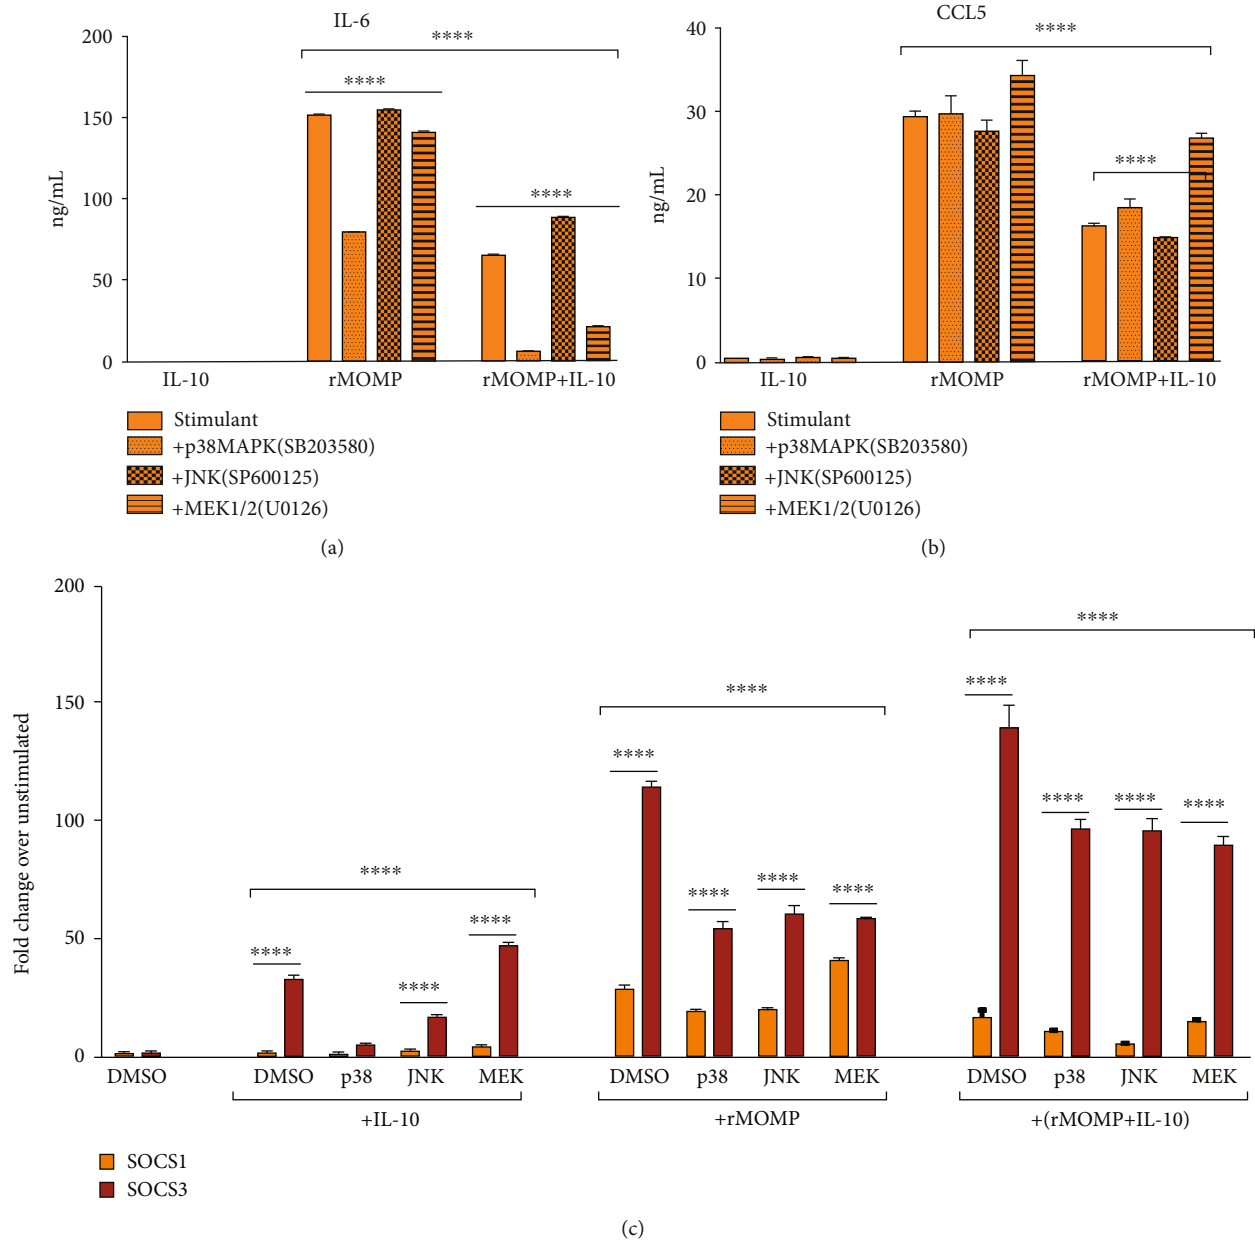 IL-6
****
****
****
200
150
100
50
0
ng/mL
IL-10
rMOMP
rMOMP+IL-10
Stimulant
+p38MAPK(SB203580)
+JNK(SP600125)
+MEK1/2(U0126)
(a)
CCL5
****
****
40
30
20
10
0
ng/mL
IL-10
rMOMP
rMOMP+IL-10
Stimulant
+p38MAPK(SB203580)
+JNK(SP600125)
+MEK1/2(U0126)
(b)
200
150
100
50
0
Fold change over unstimulated
****
****
****
****
****
****
****
****
****
****
****
****
****
****
DMSO
DMSO p38 JNK MEK
DMSO p38 JNK MEK
DMSO p38 JNK MEK
+IL-10
+rMOMP
+(rMOMP+IL-10)
SOCS1
SOCS3
(c)